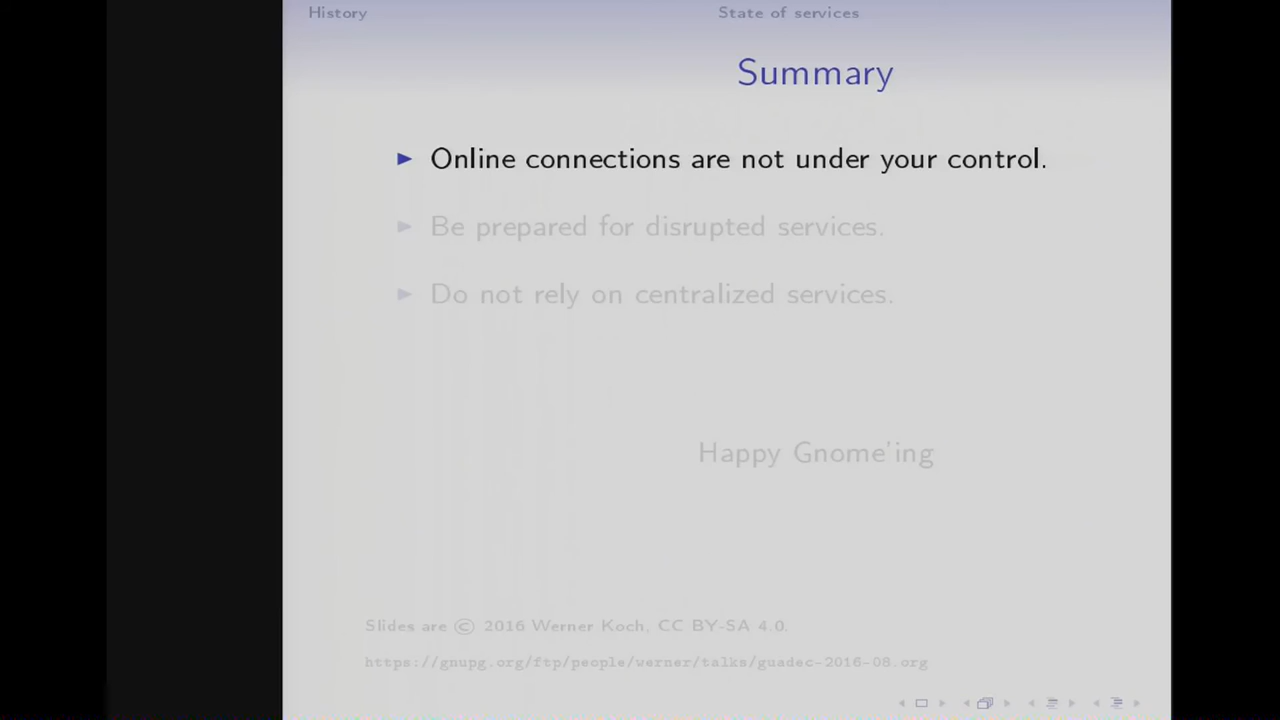 History State of services
Summary
Online connections are not under your control.
Be prepared for disrupted services.
Do not rely on centralized services.
Happy Gnome'ing
Slides are © 2016 Werner Koch, CC BY-SA 4.0.
https://gnupg.org/ftp/people/werner/talks/guadec-2016-08.org